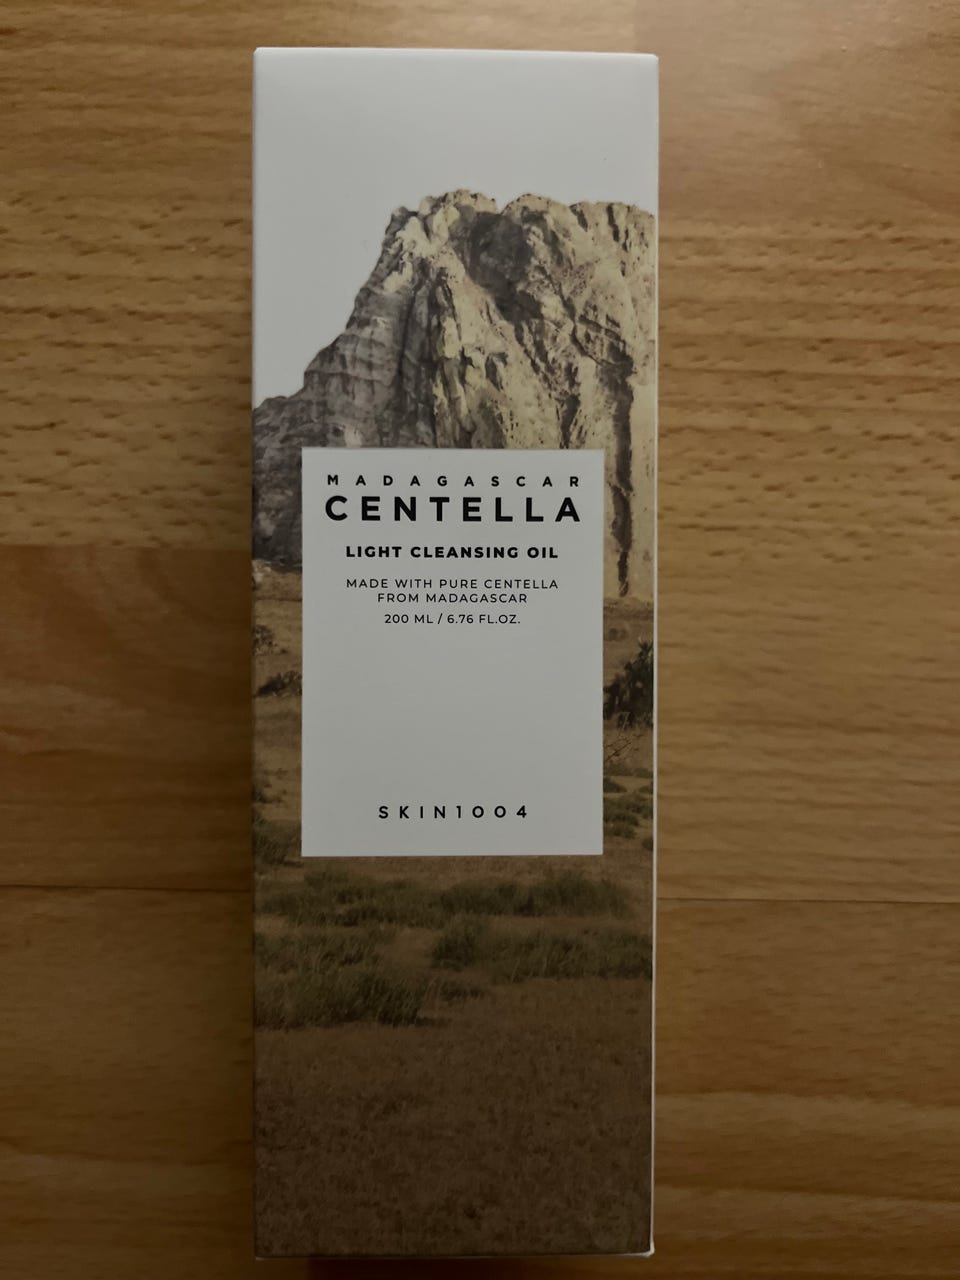 MADAGASCAR
CENTELLA
LIGHT CLEANSING OIL
MADE WITH PURE CENTELLA
FROM MADAGASCAR
200 ML / 6.76 FL.OZ.
SKIN1004